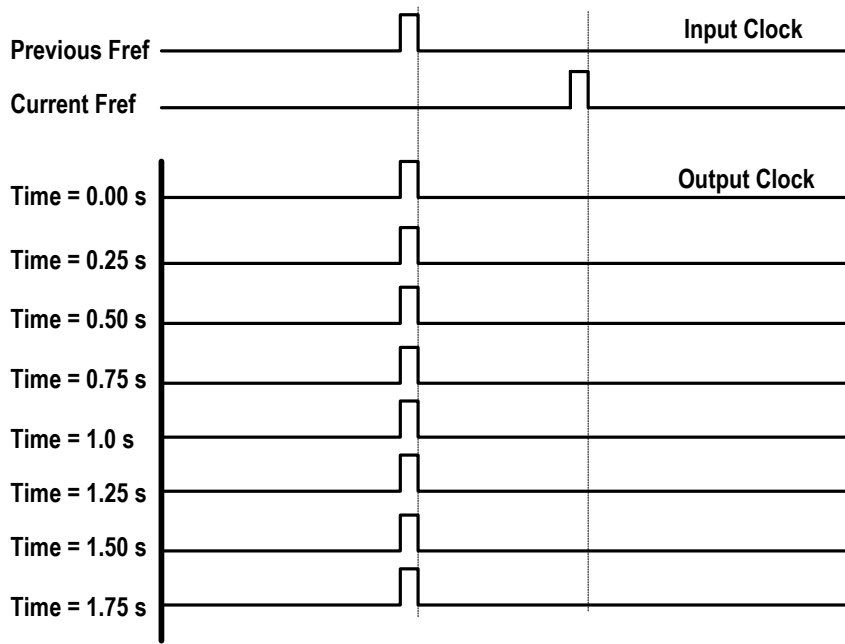 Input Clock
Previous Fref
Current Fref
Output Clock
Time = 0.00 s
Time = 0.25 s
Time = 0.50 s
Time = 0.75 s
Time = 1.0 s
Time = 1.25 s
Time = 1.50 s
Time = 1.75 s